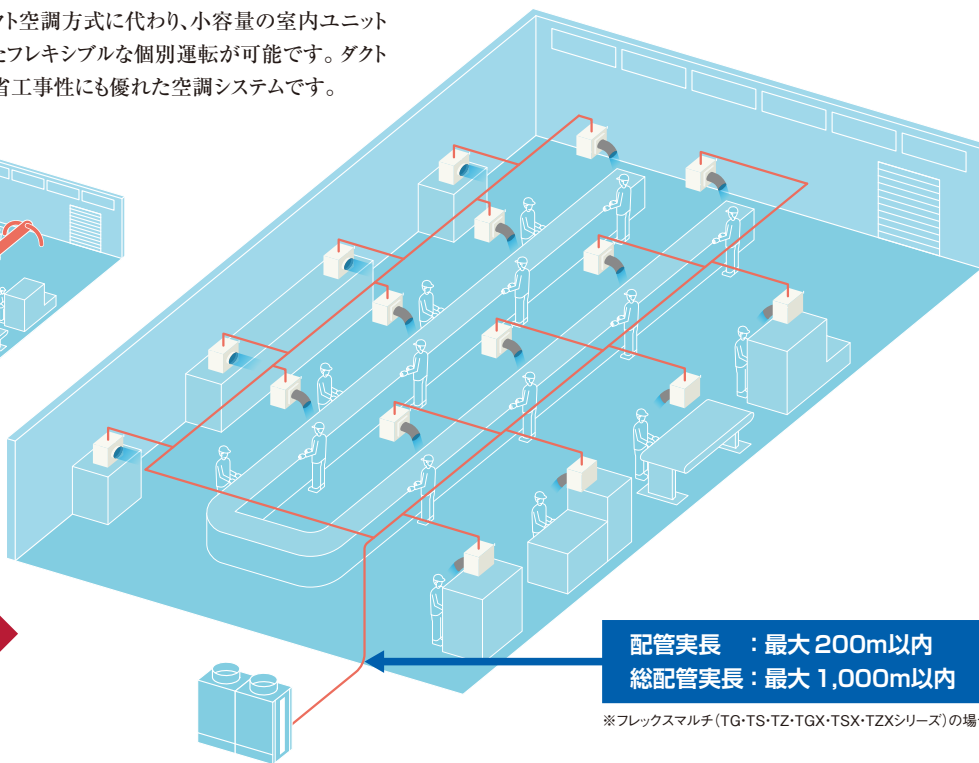 クト空調方式に代わり、小容量の室内ユニット
たフレキシブルな個別運転が可能です。ダクト
省工事性にも優れた空調システムです。
配管実長　：最大 200m以内
総配管実長：最大 1,000m以内
※フレックスマルチ（TG・TS・TZ・TGX・TSX・TZXシリーズ）の場